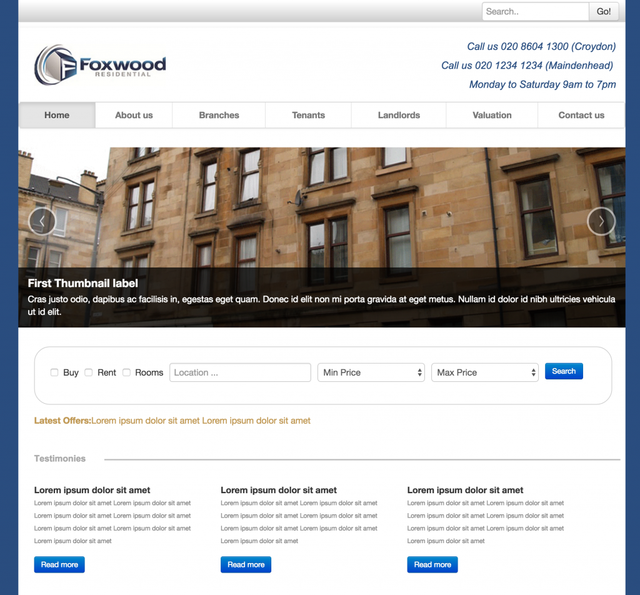 Search..
Go!
Foxwood
RESIDENTIAL
Call us 020 8604 1300 (Croydon)
Call us 020 1234 1234 (Maindenhead)
Monday to Saturday 9am to 7pm
Home About us Branches Tenants Landlords Valuation Contact us
First Thumbnail label
Cras justo odio, dapibus ac facilisis in, egestas eget quam. Donec id elit non mi porta gravida at eget metus. Nullam id dolor id nibh ultricies vehicula
ut id elit.
Buy Rent Rooms Location ... Min Price Max Price Search
Latest Offers:Lorem ipsum dolor sit amet Lorem ipsum dolor sit amet
Testimonies
Lorem ipsum dolor sit amet
Lorem ipsum dolor sit amet Lorem ipsum dolor sit amet
Lorem ipsum dolor sit amet Lorem ipsum dolor sit amet
Lorem ipsum dolor sit amet Lorem ipsum dolor sit amet
Lorem ipsum dolor sit amet
Read more
Lorem ipsum dolor sit amet
Lorem ipsum dolor sit amet Lorem ipsum dolor sit amet
Lorem ipsum dolor sit amet Lorem ipsum dolor sit amet
Lorem ipsum dolor sit amet Lorem ipsum dolor sit amet
Lorem ipsum dolor sit amet
Read more
Lorem ipsum dolor sit amet
Lorem ipsum dolor sit amet Lorem ipsum dolor sit amet
Lorem ipsum dolor sit amet Lorem ipsum dolor sit amet
Lorem ipsum dolor sit amet Lorem ipsum dolor sit amet
Lorem ipsum dolor sit amet
Read more